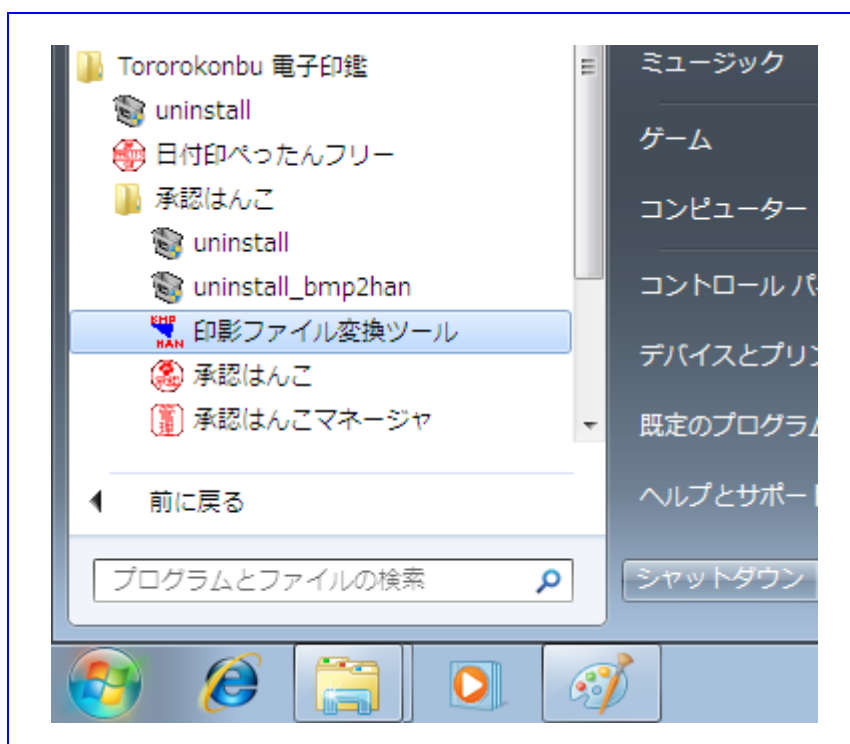 Tororokonbu 電子印鑑
uninstall
日付印ぺったんフリー
承認はんこ
uninstall
uninstall_bmp2han
BMP
HAN
印影ファイル変換ツール
承認はんこ
管理
承認はんこマネージャ
前に戻る
プログラムとファイルの検索
ミュージック
ゲーム
コンピューター
コントロール パ
デバイスとプリン
既定のプログラム
ヘルプとサポート
シャットダウン